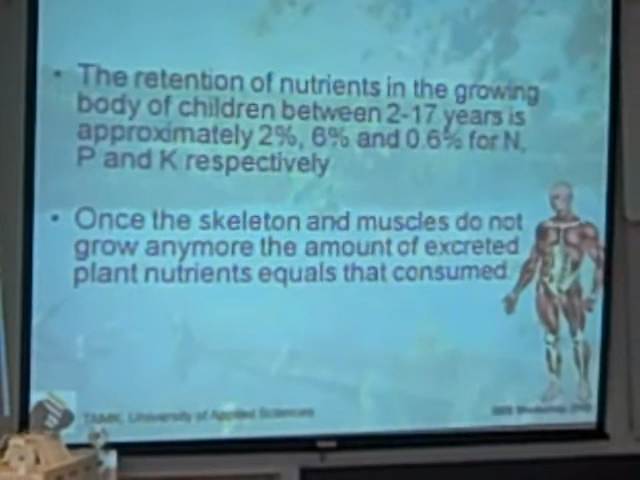 • The retention of nutrients in the growing
body of children between 2-17 years is
approximately 2%, 6% and 0.6% for N,
P and K respectively
• Once the skeleton and muscles do not
grow anymore the amount of excreted
plant nutrients equals that consumed
TAMK, University of Applied Sciences